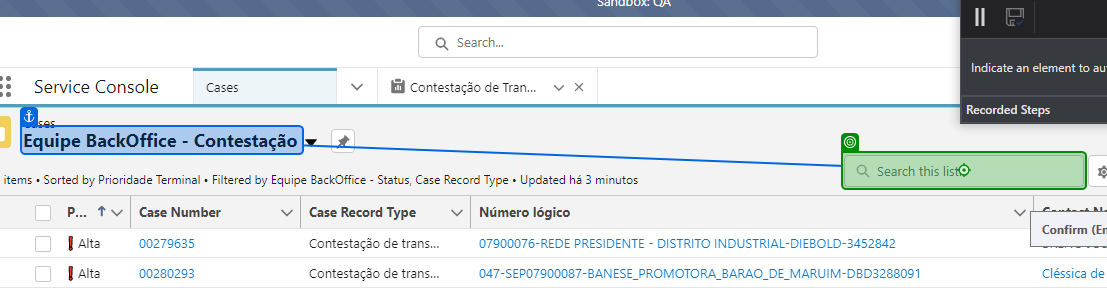 Sandbox: QA
Search...
Indicate an element to au
Service Console
Cases
Contestação de Tran...
Recorded Steps
Cases
Equipe BackOffice - Contestação
Search this list
items • Sorted by Prioridade Terminal • Filtered by Equipe BackOffice - Status, Case Record Type • Updated há 3 minutos
P... Case Number Case Record Type Número lógico Contact N
Confirm (En
Alta 00279635 Contestação de trans... 07900076-REDE PRESIDENTE - DISTRITO INDUSTRIAL-DIEBOLD-3452842
Alta 00280293 Contestação de trans... 047-SEP07900087-BANESE_PROMOTORA_BARAO_DE_MARUIM-DBD3288091 Cléssica de